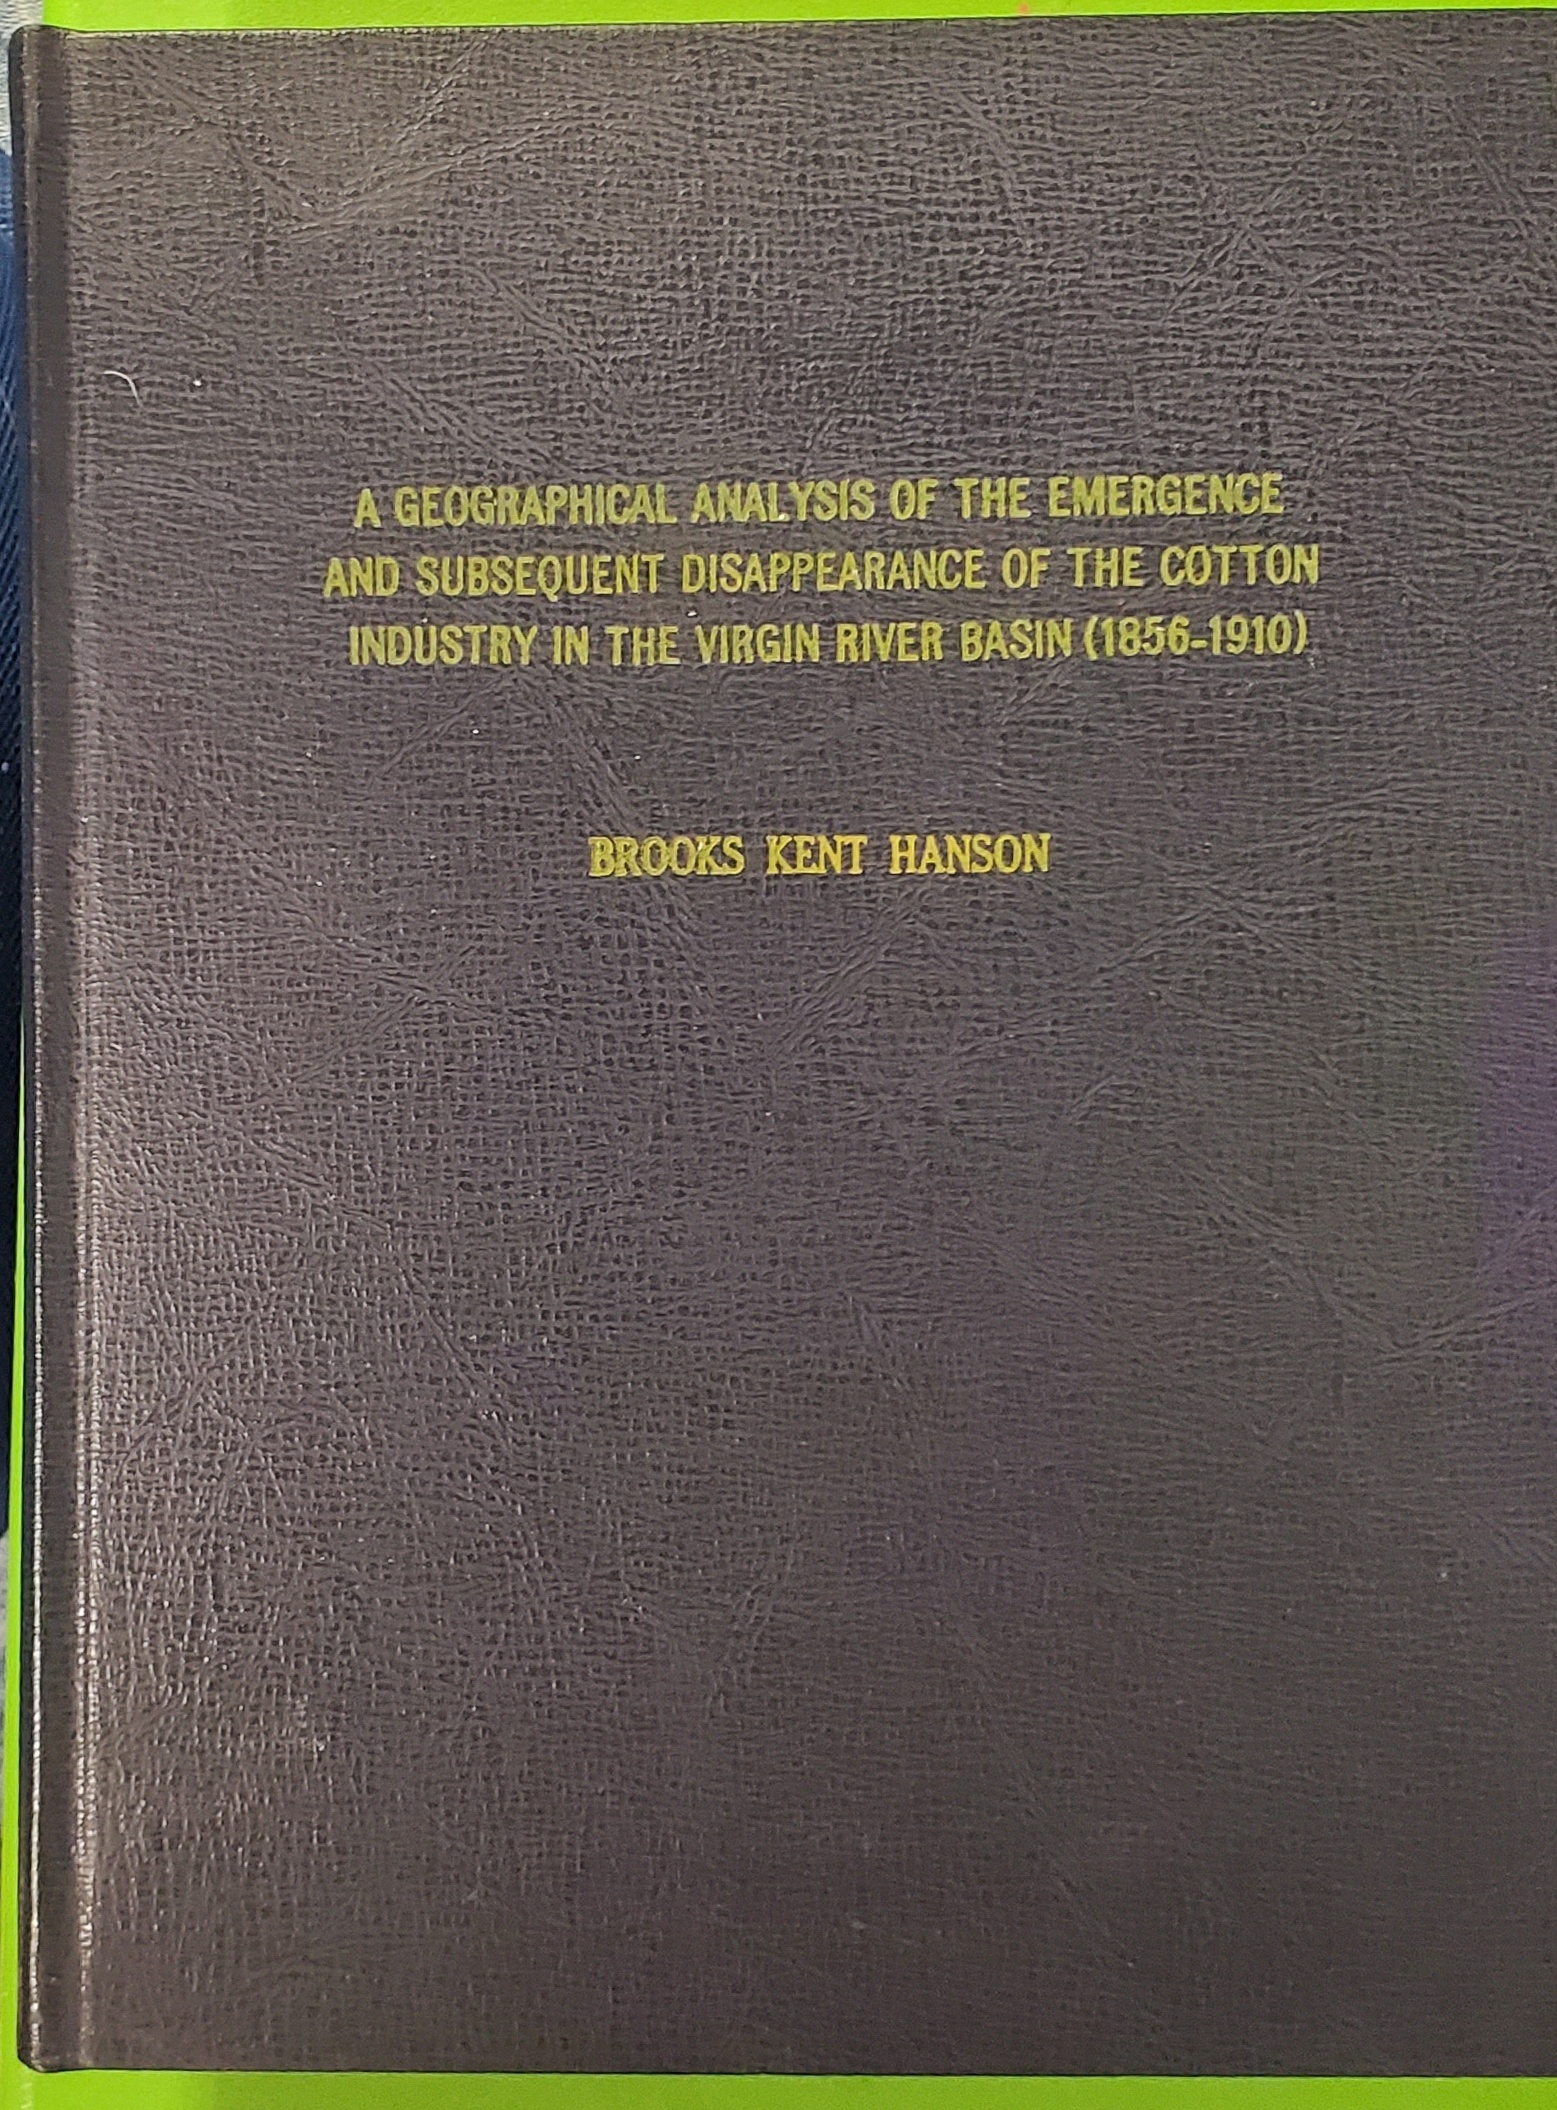 A GEOGRAPHICAL ANALYSIS OF THE EMERGENCE
AND SUBSEQUENT DISAPPEARANCE OF THE COTTON
INDUSTRY IN THE VIRGIN RIVER BASIN (1856-1910)
BROOKS KENT HANSON